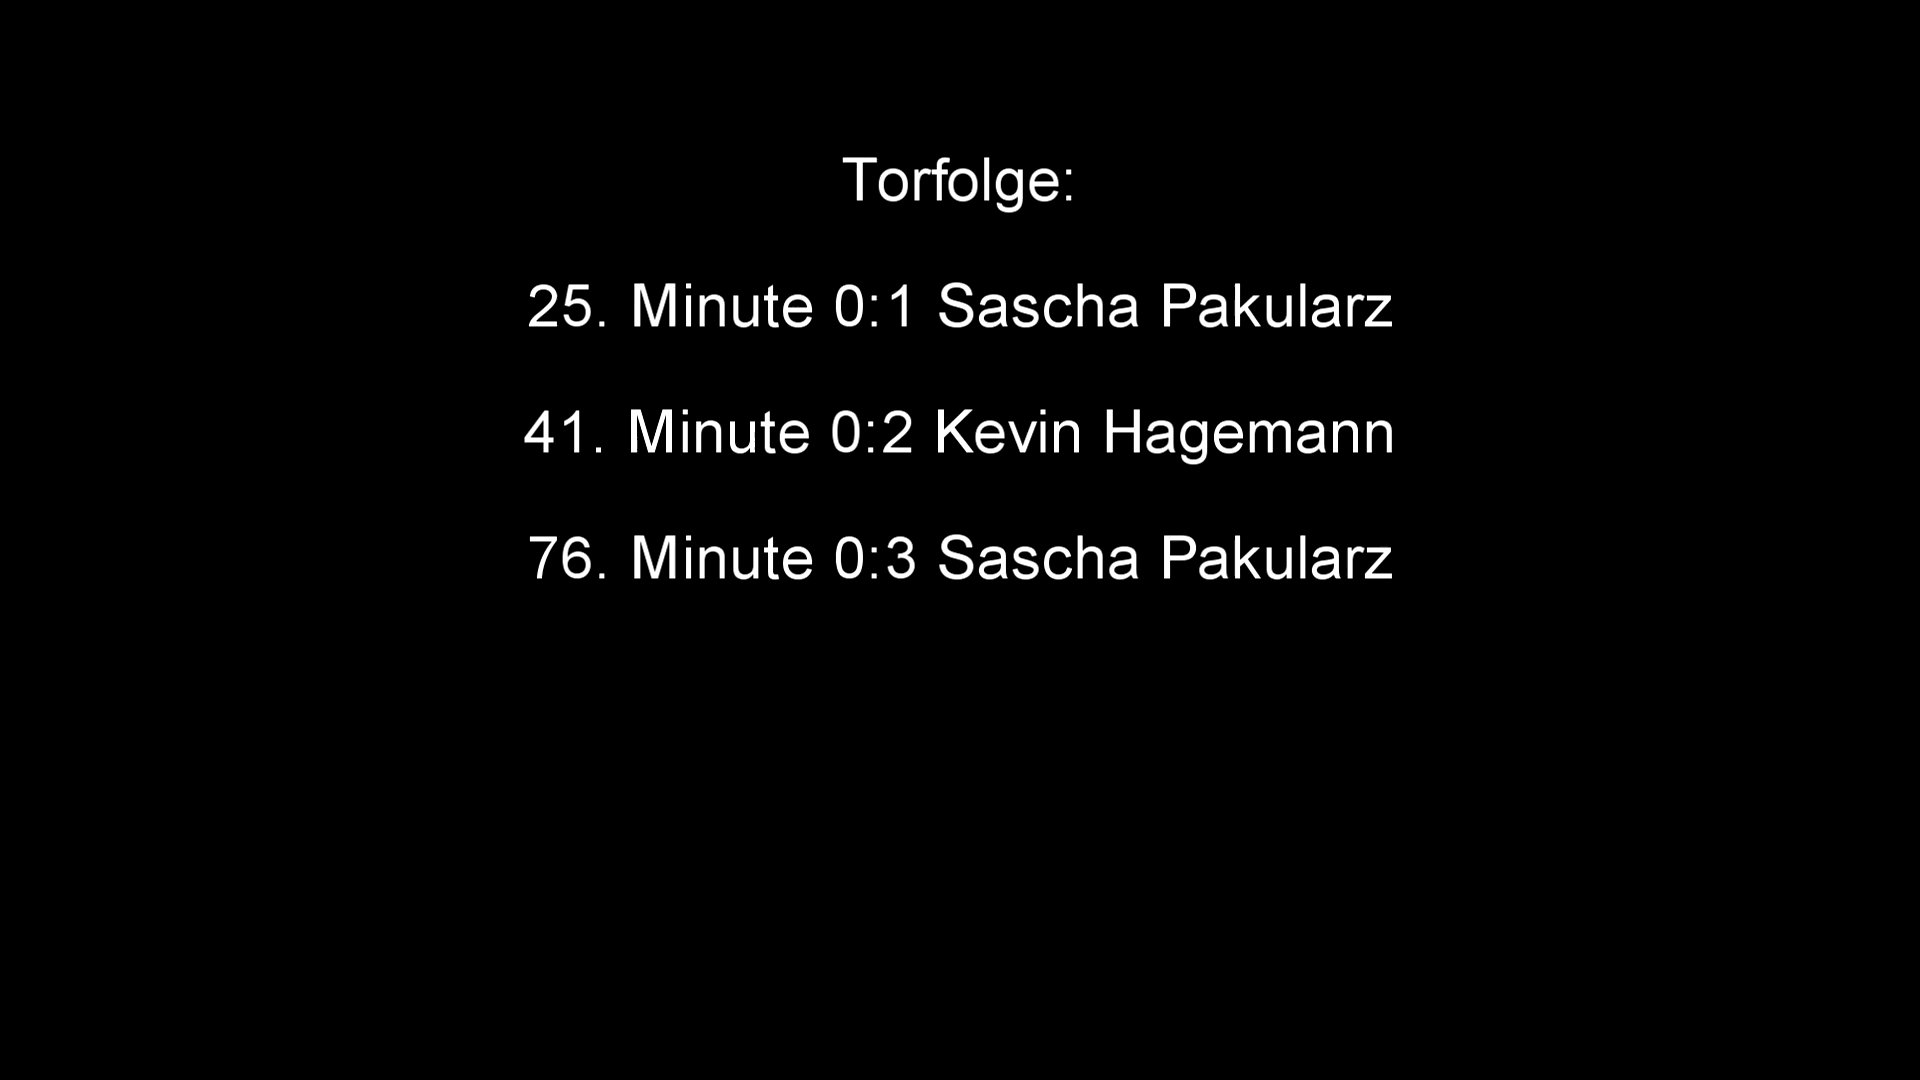 Torfolge:
25. Minute 0:1 Sascha Pakularz
41. Minute 0:2 Kevin Hagemann
76. Minute 0:3 Sascha Pakularz